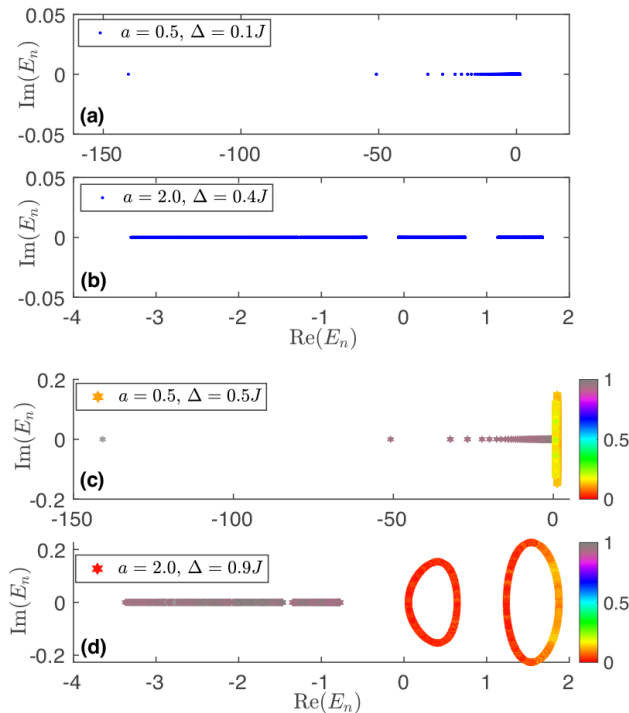 0.05
a = 0.5, Δ = 0.1J
Im(E_n)
0
(a)
-0.05
-150 -100 -50 0
0.05
a = 2.0, Δ = 0.4J
Im(E_n)
0
(b)
-0.05
-4 -3 -2 -1 0 1 2
Re(E_n)
0.2
a = 0.5, Δ = 0.5J
1
Im(E_n)
0
0.5
(c)
-0.2
0
-150 -100 -50 0
0.2
a = 2.0, Δ = 0.9J
1
Im(E_n)
0
0.5
(d)
-0.2
0
-4 -3 -2 -1 0 1 2
Re(E_n)